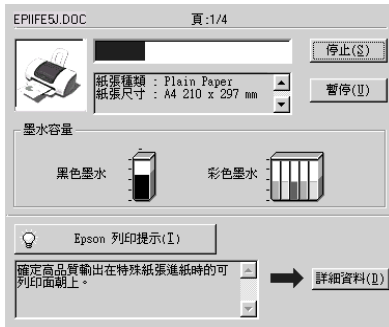 EPIIFE5J.DOC 頁:1/4
停止(S)
紙張種類 : Plain Paper
紙張尺寸 : A4 210 x 297 mm
暫停(U)
墨水容量
黑色墨水 彩色墨水
Epson 列印提示(I)
確定高品質輸出在特殊紙張進紙時的可
列印面朝上。
詳細資料(D)